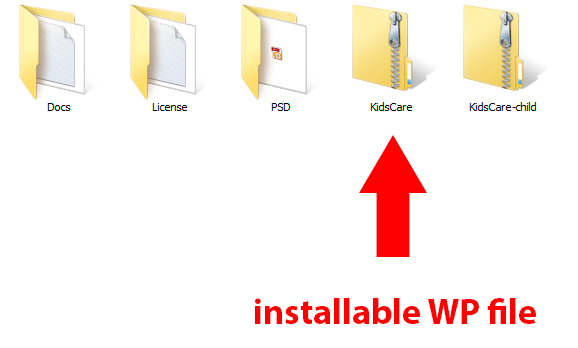 Docs
License
PSD
KidsCare
KidsCare-child
installable WP file